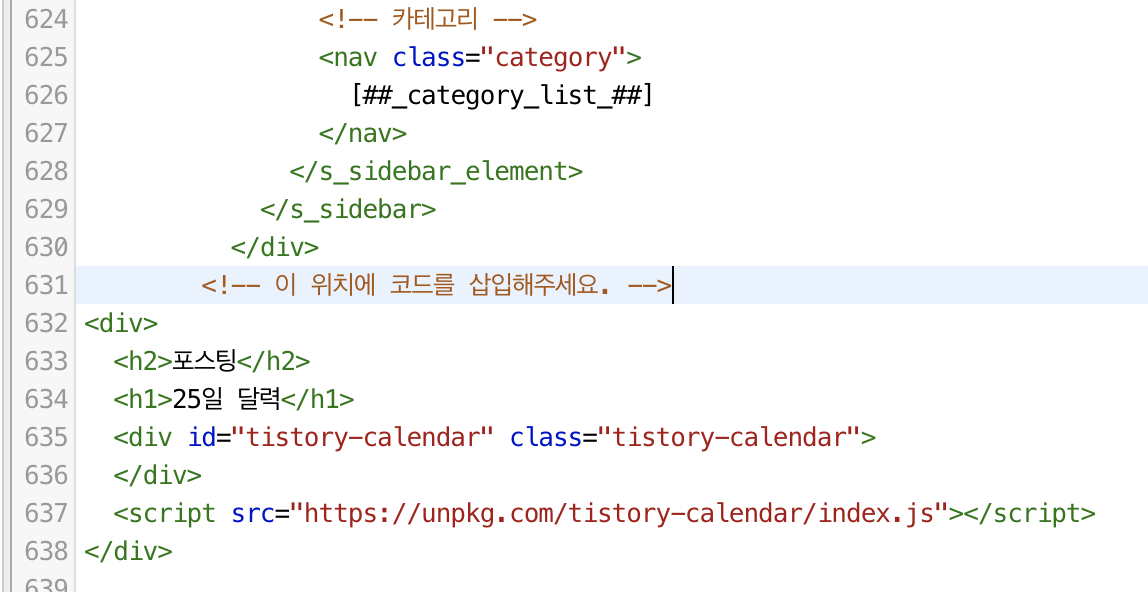 624 <!-- 카테고리 -->
625 <nav class="category">
626 [##_category_list_##]
627 </nav>
628 </s_sidebar_element>
629 </s_sidebar>
630 </div>
631 <!-- 이 위치에 코드를 삽입해주세요. -->
632 <div>
633 <h2>포스팅</h2>
634 <h1>25일 달력</h1>
635 <div id="tistory-calendar" class="tistory-calendar">
636 </div>
637 <script src="https://unpkg.com/tistory-calendar/index.js"></script>
638 </div>
639